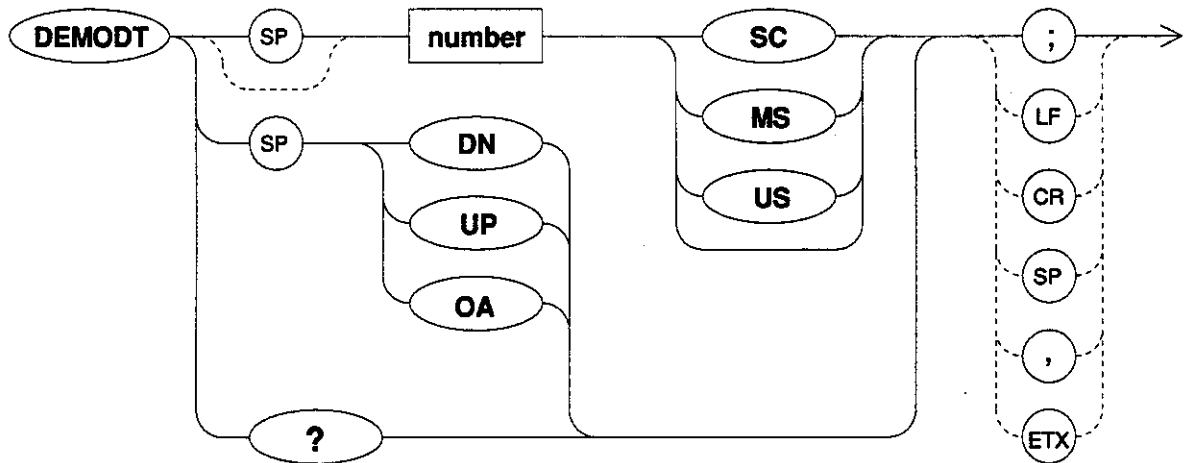 DEMODT SP number SC ;
MS LF
SP DN US CR
UP SP
OA ,
? ETX